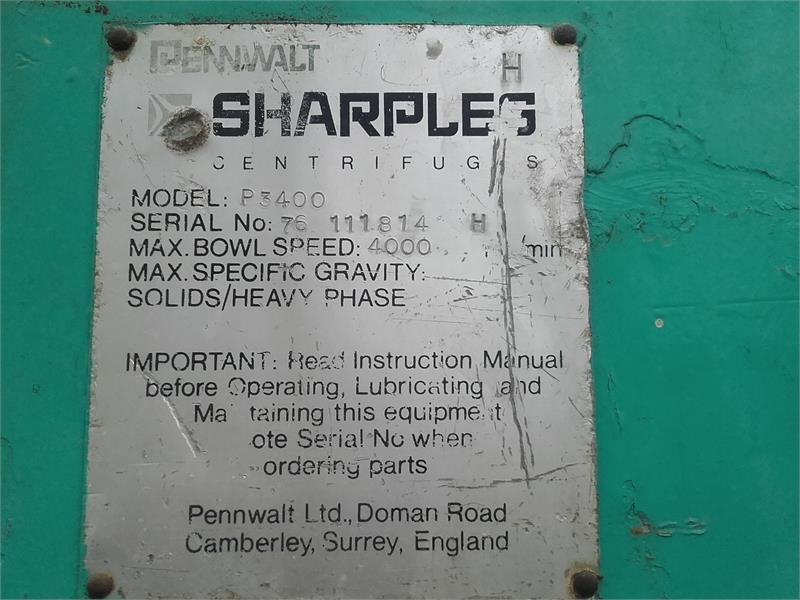 PENNWALT H
SHARPLES
CENTRIFUGES
MODEL: P3400
SERIAL No: 76 111814 H
MAX. BOWL SPEED: 4000 /min
MAX. SPECIFIC GRAVITY:
SOLIDS/HEAVY PHASE
IMPORTANT: Read Instruction Manual
before Operating, Lubricating and
Maintaining this equipment
ote Serial No when
ordering parts
Pennwalt Ltd., Doman Road
Camberley, Surrey, England